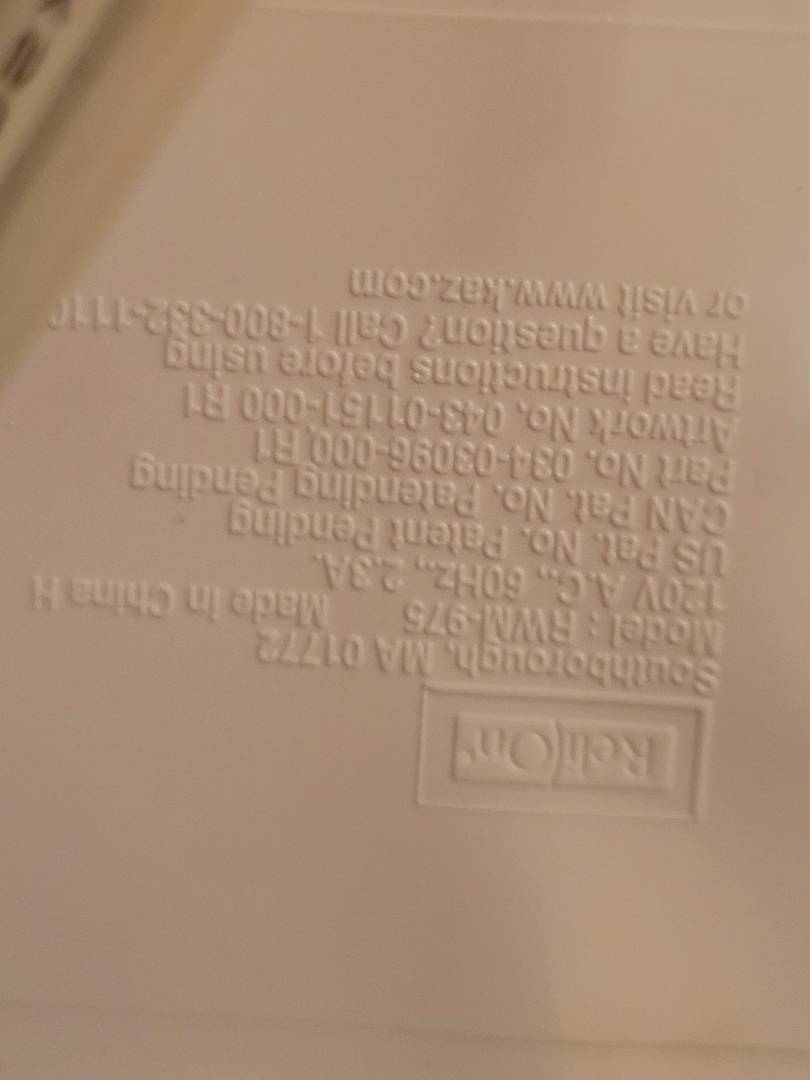 ReliOn
Southborough, MA 01772
Model : RWM-975 Made in China H
120V A.C., 60Hz., 2.3A.
US Pat. No. Patent Pending
CAN Pat. No. Patending Pending
Part No. 034-03096-000 R1
Artwork No. 043-01151-000 R1
Read instructions before using
Have a question? Call 1-800-332-1110
or visit www.kaz.com